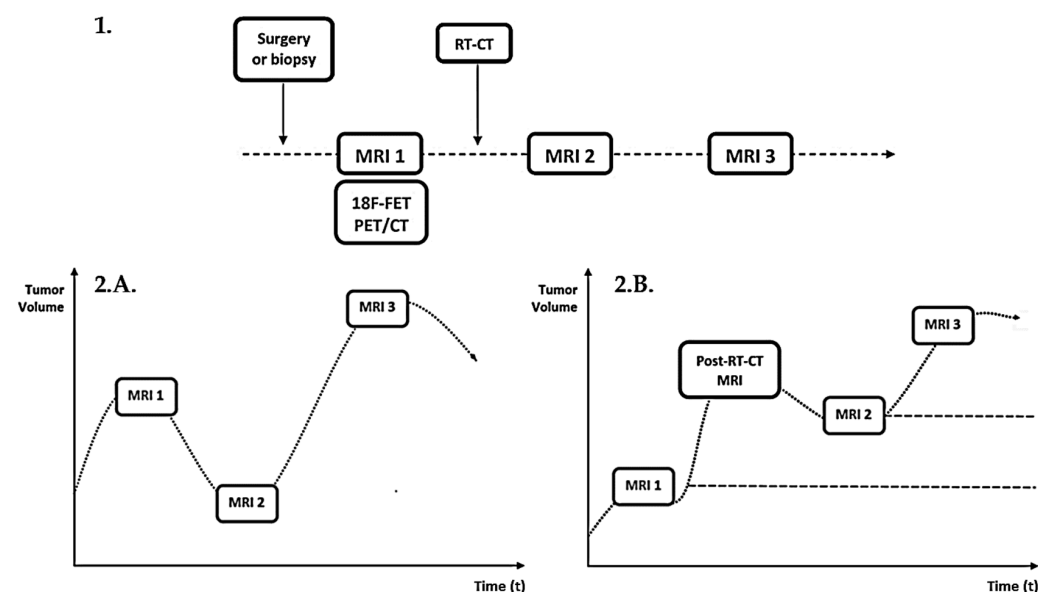 1.
Surgery
or biopsy
RT-CT
MRI 1
MRI 2
MRI 3
18F-FET
PET/CT
2.A.
Tumor
Volume
MRI 1
MRI 2
MRI 3
Time (t)
2.B.
Tumor
Volume
MRI 1
Post-RT-CT
MRI
MRI 2
MRI 3
Time (t)